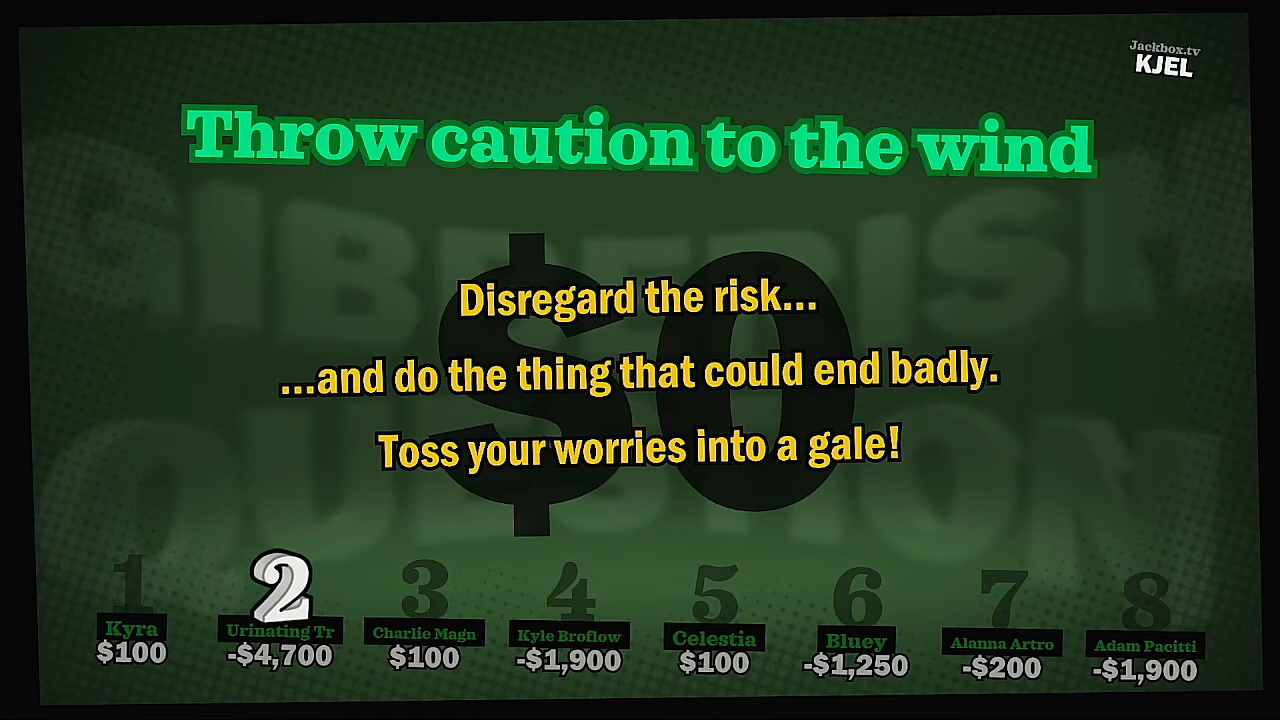 Jackbox.tv
KJEL
Throw caution to the wind
GIBBERISH
$0
Disregard the risk...
...and do the thing that could end badly.
Toss your worries into a gale!
QUESTION
1 2 3 4 5 6 7 8
Kyra Urinating Tr Charlie Magn Kyle Broflow Celestia Bluey Alanna Artro Adam Pacitti
$100 -$4,700 $100 -$1,900 $100 -$1,250 -$200 -$1,900